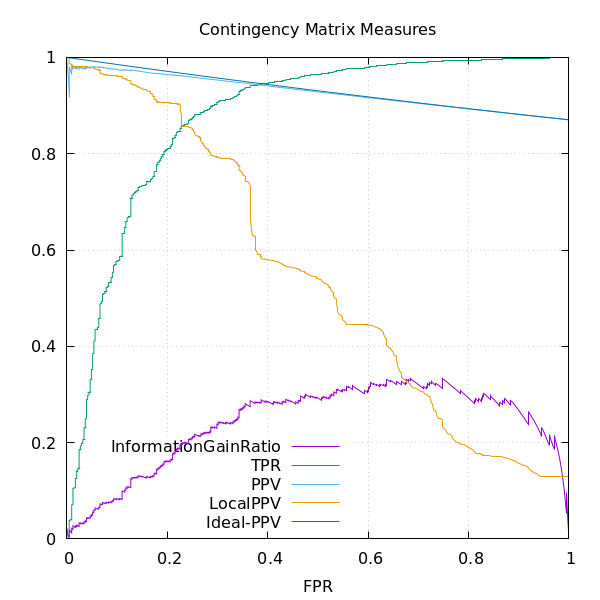 Contingency Matrix Measures
1
0.8
0.6
0.4
0.2
0
InformationGainRatio
TPR
PPV
LocalPPV
Ideal-PPV
0 0.2 0.4 0.6 0.8 1
FPR